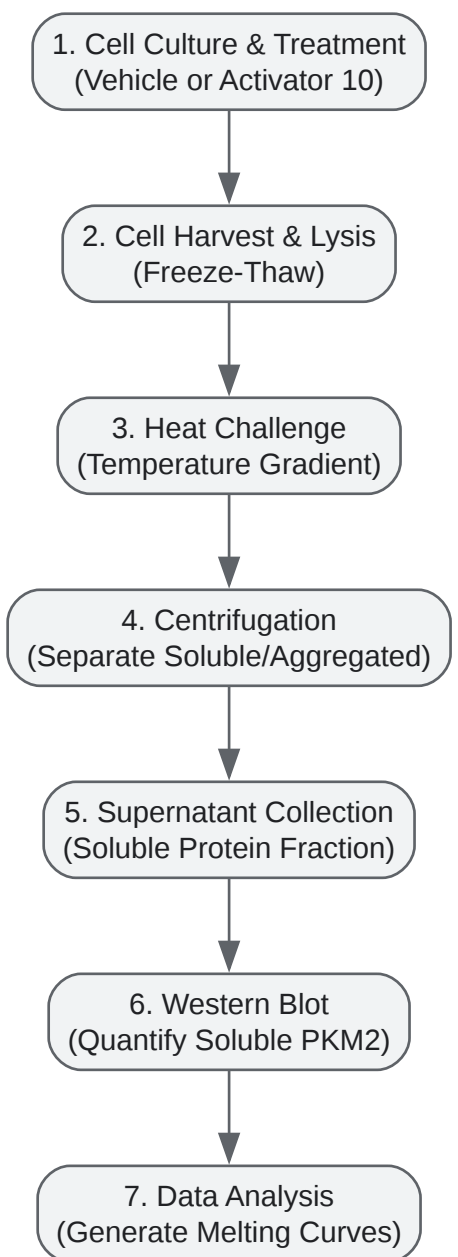 1. Cell Culture & Treatment
(Vehicle or Activator 10)
2. Cell Harvest & Lysis
(Freeze-Thaw)
3. Heat Challenge
(Temperature Gradient)
4. Centrifugation
(Separate Soluble/Aggregated)
5. Supernatant Collection
(Soluble Protein Fraction)
6. Western Blot
(Quantify Soluble PKM2)
7. Data Analysis
(Generate Melting Curves)